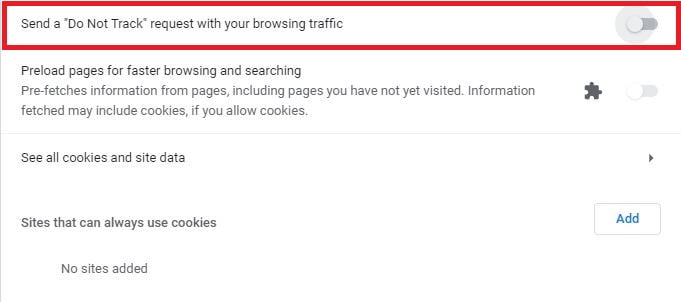 Send a "Do Not Track" request with your browsing traffic
Preload pages for faster browsing and searching
Pre-fetches information from pages, including pages you have not yet visited. Information
fetched may include cookies, if you allow cookies.
See all cookies and site data
Sites that can always use cookies
Add
No sites added